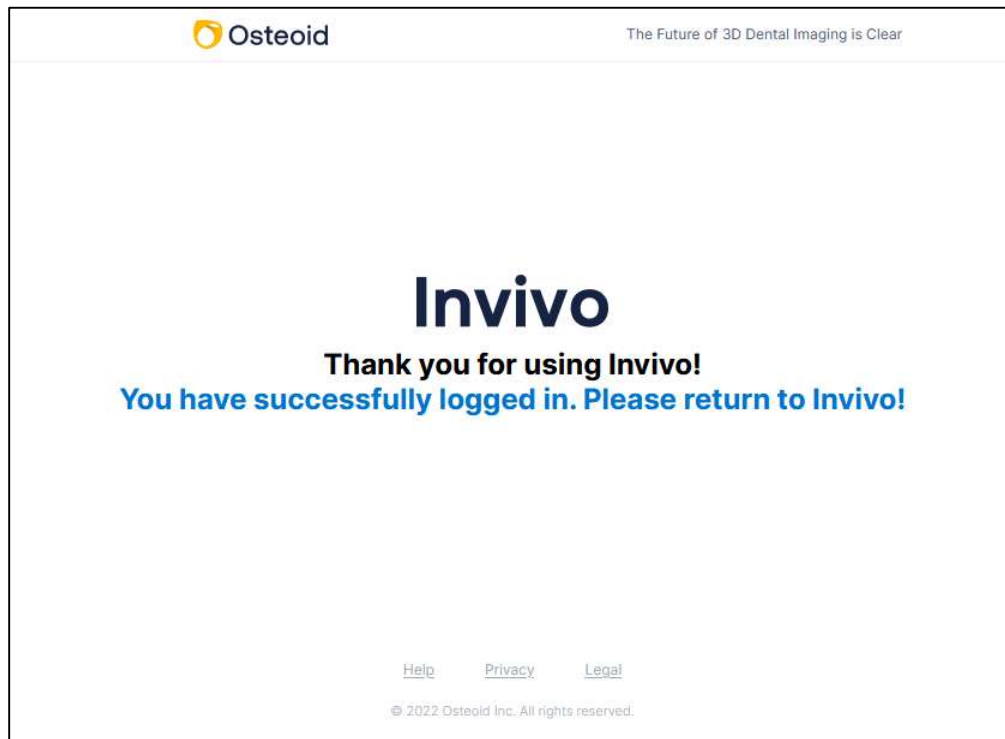 Osteoid
The Future of 3D Dental Imaging is Clear
Invivo
Thank you for using Invivo!
You have successfully logged in. Please return to Invivo!
Help Privacy Legal
© 2022 Osteoid Inc. All rights reserved.